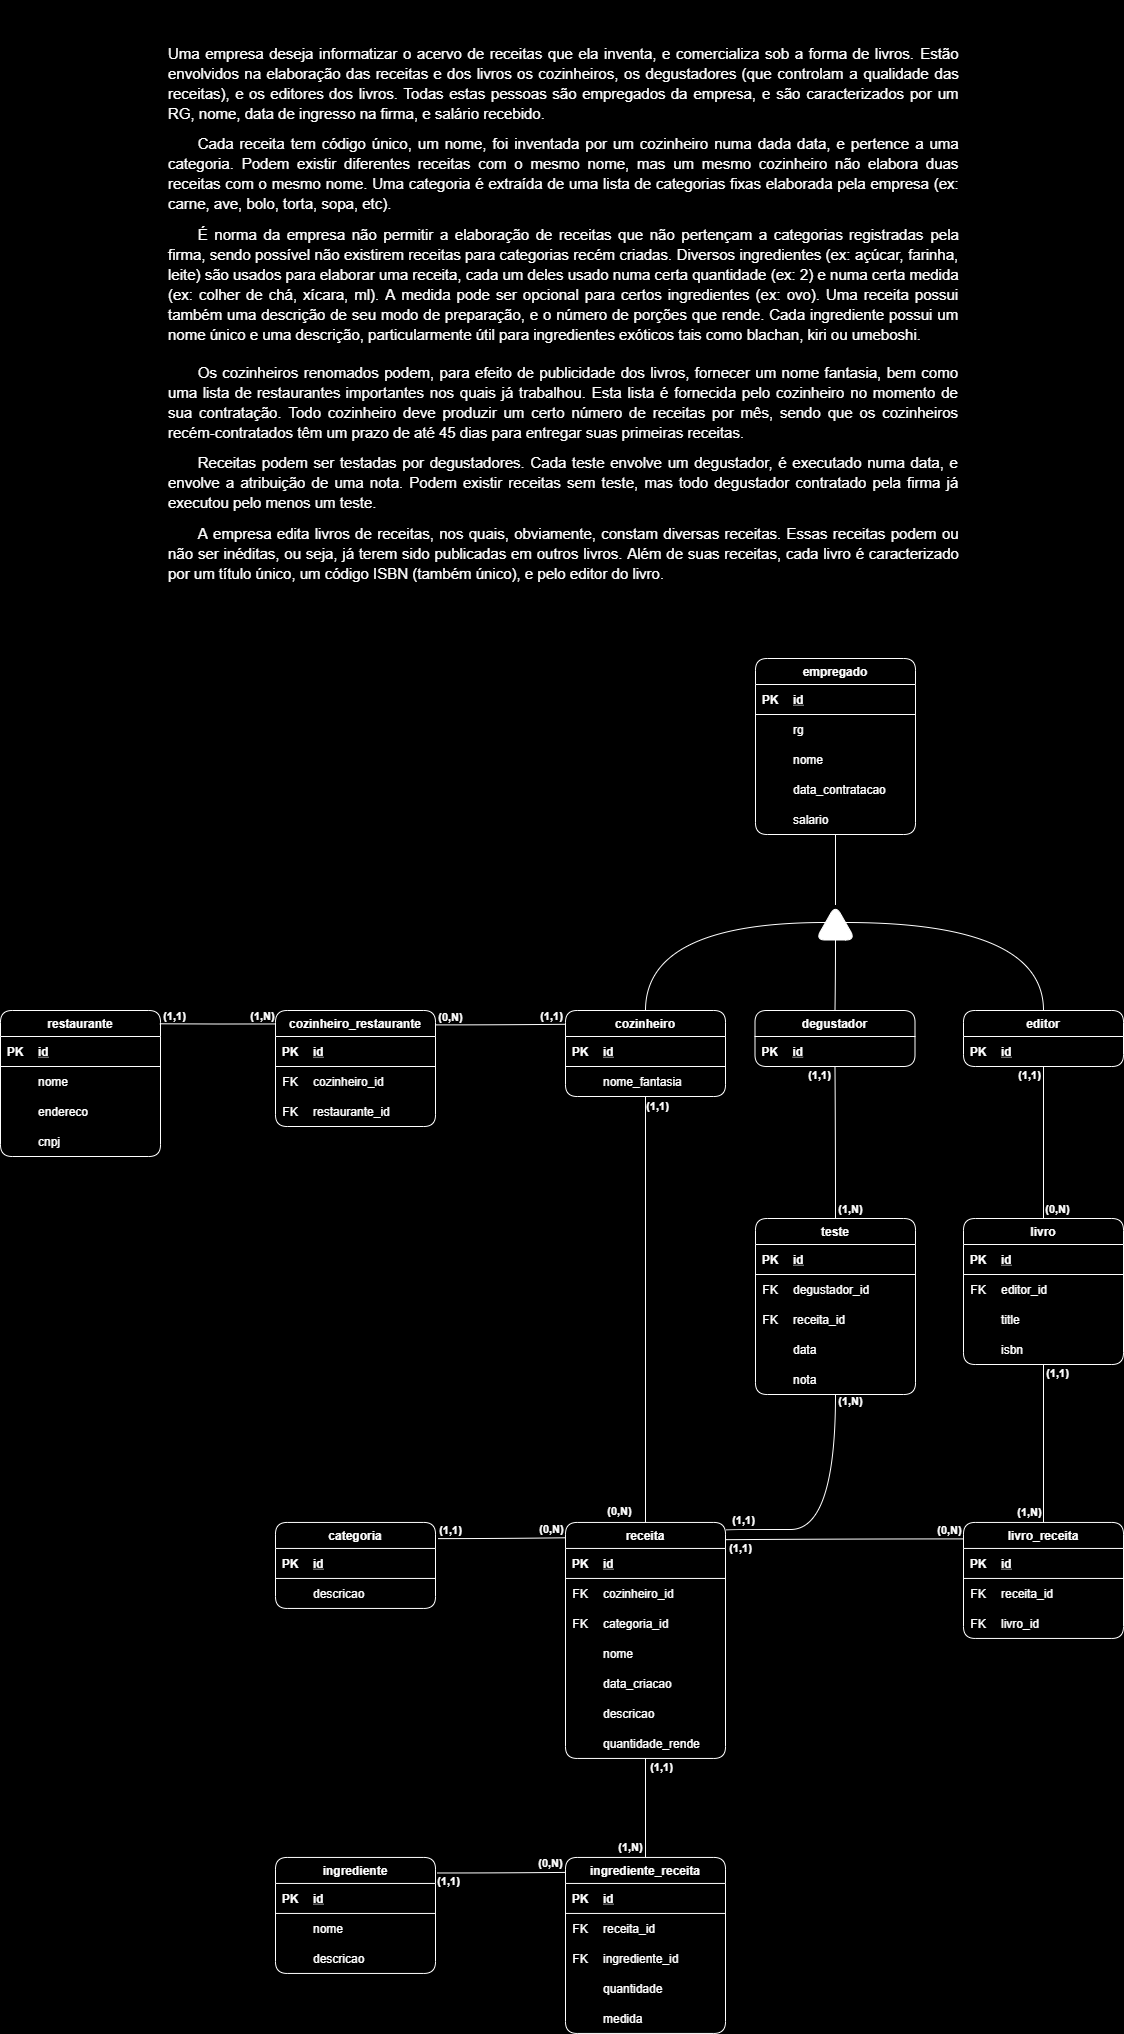 Uma empresa deseja informatizar o acervo de receitas que ela inventa, e comercializa sob a forma de livros. Estão
envolvidos na elaboração das receitas e dos livros os cozinheiros, os degustadores (que controlam a qualidade das
receitas), e os editores dos livros. Todas estas pessoas são empregados da empresa, e são caracterizados por um
RG, nome, data de ingresso na firma, e salário recebido.
Cada receita tem código único, um nome, foi inventada por um cozinheiro numa dada data, e pertence a uma
categoria. Podem existir diferentes receitas com o mesmo nome, mas um mesmo cozinheiro não elabora duas
receitas com o mesmo nome. Uma categoria é extraída de uma lista de categorias fixas elaborada pela empresa (ex:
carne, ave, bolo, torta, sopa, etc).
É norma da empresa não permitir a elaboração de receitas que não pertençam a categorias registradas pela
firma, sendo possível não existirem receitas para categorias recém criadas. Diversos ingredientes (ex: açúcar, farinha,
leite) são usados para elaborar uma receita, cada um deles usado numa certa quantidade (ex: 2) e numa certa medida
(ex: colher de chá, xícara, ml). A medida pode ser opcional para certos ingredientes (ex: ovo). Uma receita possui
também uma descrição de seu modo de preparação, e o número de porções que rende. Cada ingrediente possui um
nome único e uma descrição, particularmente útil para ingredientes exóticos tais como blachan, kiri ou umeboshi.
Os cozinheiros renomados podem, para efeito de publicidade dos livros, fornecer um nome fantasia, bem como
uma lista de restaurantes importantes nos quais já trabalhou. Esta lista é fornecida pelo cozinheiro no momento de
sua contratação. Todo cozinheiro deve produzir um certo número de receitas por mês, sendo que os cozinheiros
recém-contratados têm um prazo de até 45 dias para entregar suas primeiras receitas.
Receitas podem ser testadas por degustadores. Cada teste envolve um degustador, é executado numa data, e
envolve a atribuição de uma nota. Podem existir receitas sem teste, mas todo degustador contratado pela firma já
executou pelo menos um teste.
A empresa edita livros de receitas, nos quais, obviamente, constam diversas receitas. Essas receitas podem ou
não ser inéditas, ou seja, já terem sido publicadas em outros livros. Além de suas receitas, cada livro é caracterizado
por um título único, um código ISBN (também único), e pelo editor do livro.
empregado
PK id
rg
nome
data_contratacao
salario
restaurante
PK id
nome
endereco
cnpj
(1,1)
(1,N)
cozinheiro_restaurante
PK id
FK cozinheiro_id
FK restaurante_id
(0,N)
(1,1)
cozinheiro
PK id
nome_fantasia
(1,1)
degustador
PK id
(1,1)
editor
PK id
(1,1)
(1,N)
teste
PK id
FK degustador_id
FK receita_id
data
nota
(1,N)
(0,N)
livro
PK id
FK editor_id
title
isbn
(1,1)
categoria
PK id
descricao
(1,1)
(0,N)
(0,N)
receita
PK id
FK cozinheiro_id
FK categoria_id
nome
data_criacao
descricao
quantidade_rende
(1,1)
(1,1)
(1,1)
(0,N)
(1,N)
livro_receita
PK id
FK receita_id
FK livro_id
ingrediente
PK id
nome
descricao
(1,1)
(0,N)
(1,N)
ingrediente_receita
PK id
FK receita_id
FK ingrediente_id
quantidade
medida